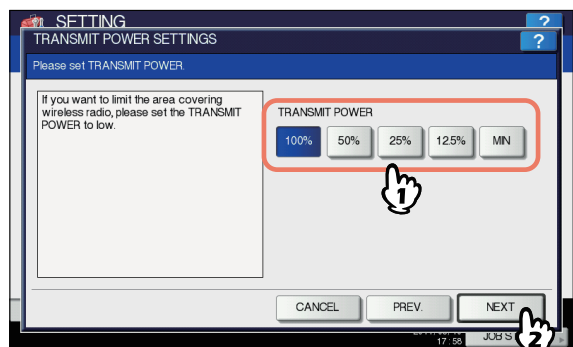 SETTING ?
TRANSMIT POWER SETTINGS ?
Please set TRANSMIT POWER.
If you want to limit the area covering
wireless radio, please set the TRANSMIT
POWER to low.
TRANSMIT POWER
100% 50% 25% 12.5% MIN
1
CANCEL PREV. NEXT
2
17:58 JOB S